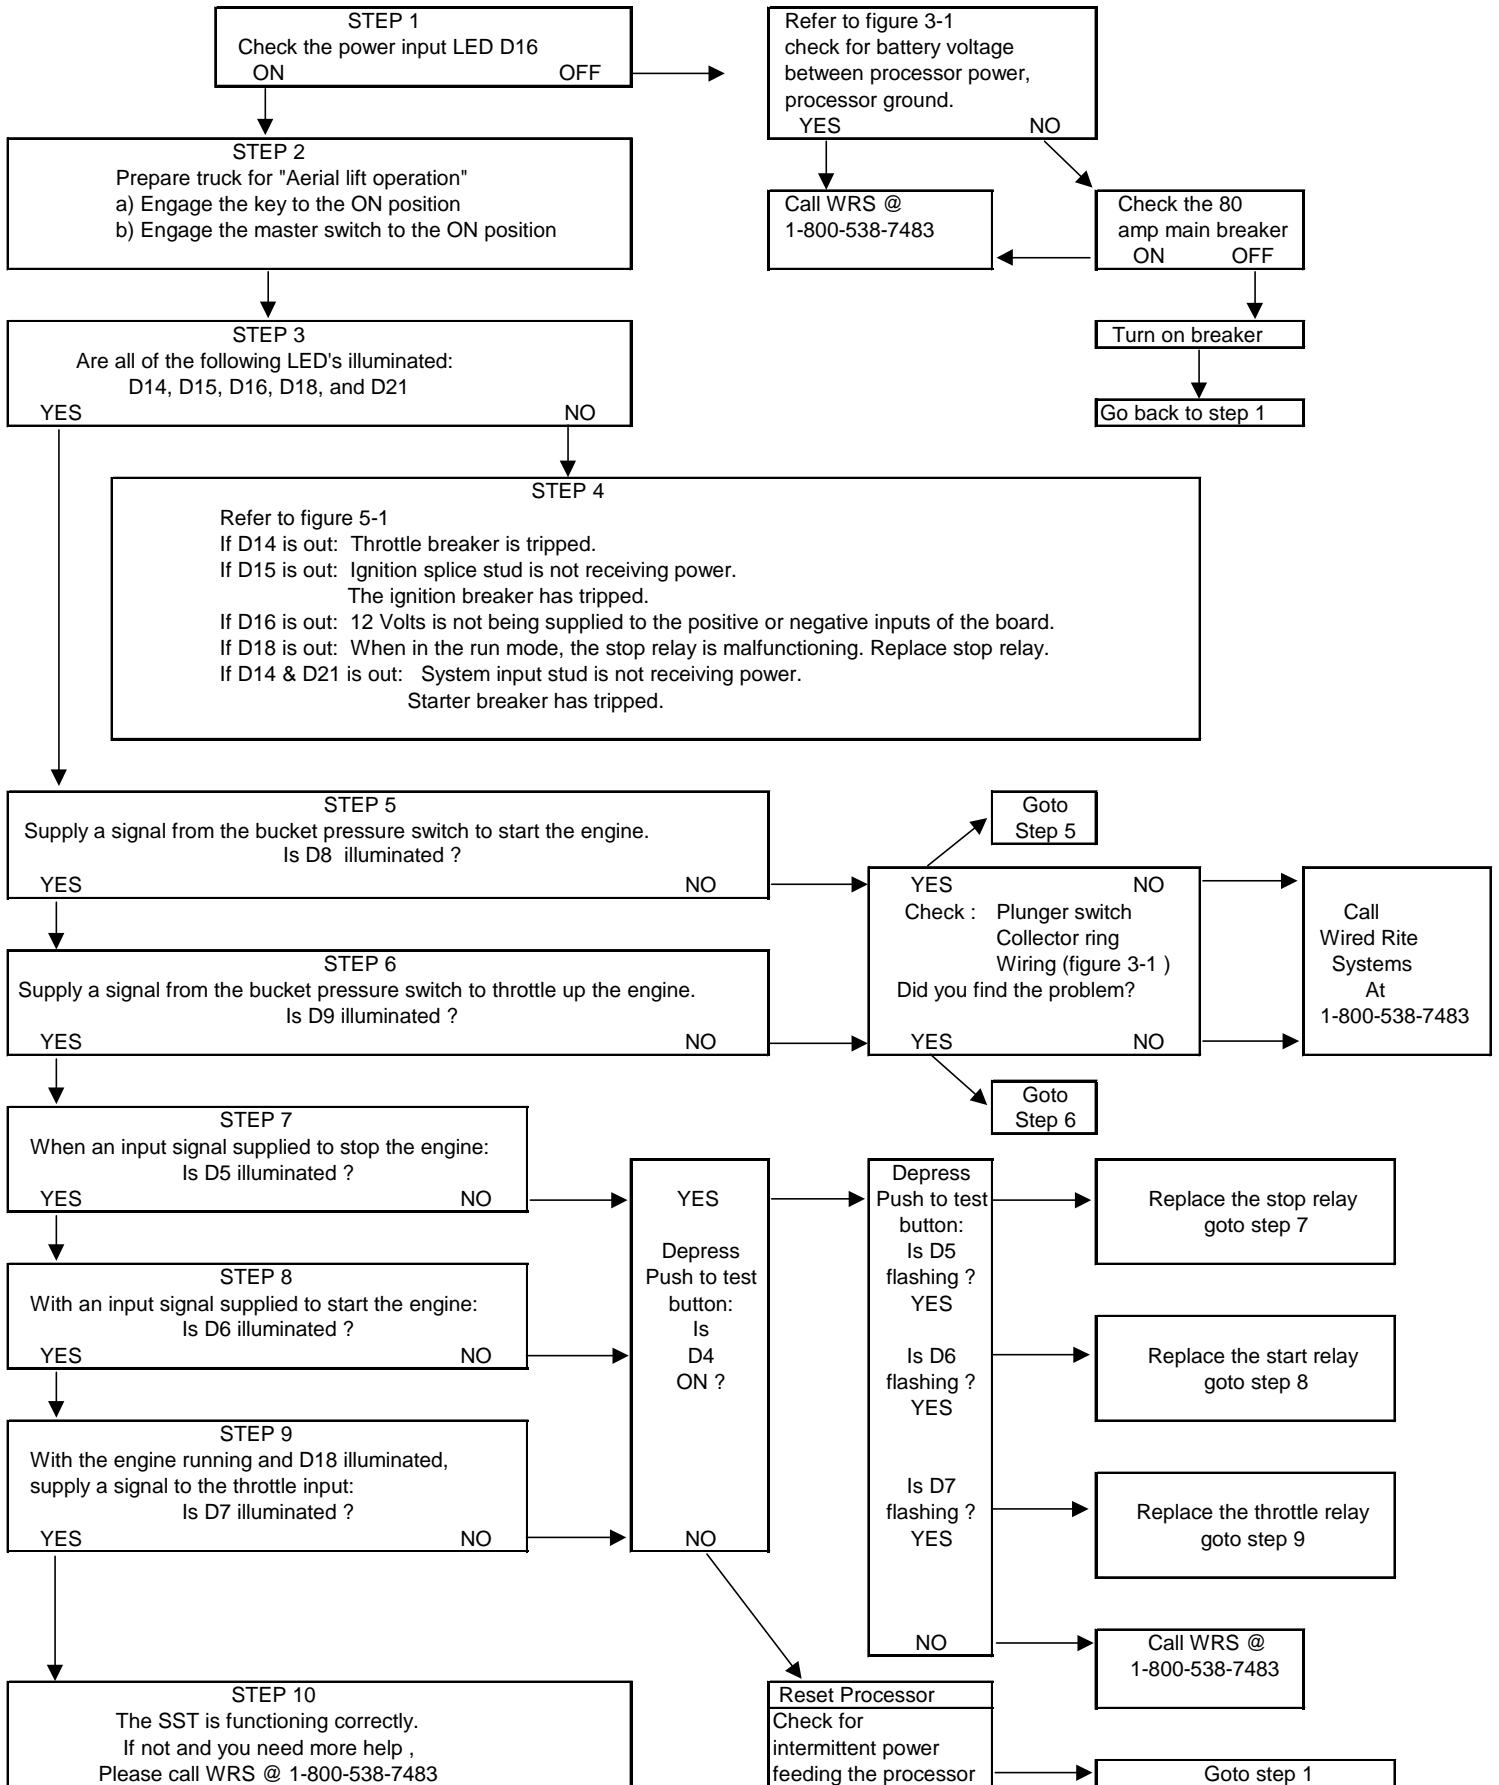 STEP 1
Check the power input LED D16
ON OFF
Refer to figure 3-1
check for battery voltage
between processor power,
processor ground.
YES NO
STEP 2
Prepare truck for "Aerial lift operation"
a) Engage the key to the ON position
b) Engage the master switch to the ON position
Call WRS @
1-800-538-7483
Check the 80
amp main breaker
ON OFF
Turn on breaker
Go back to step 1
STEP 3
Are all of the following LED's illuminated:
D14, D15, D16, D18, and D21
YES NO
STEP 4
Refer to figure 5-1
If D14 is out: Throttle breaker is tripped.
If D15 is out: Ignition splice stud is not receiving power.
The ignition breaker has tripped.
If D16 is out: 12 Volts is not being supplied to the positive or negative inputs of the board.
If D18 is out: When in the run mode, the stop relay is malfunctioning. Replace stop relay.
If D14 & D21 is out: System input stud is not receiving power.
Starter breaker has tripped.
STEP 5
Supply a signal from the bucket pressure switch to start the engine.
Is D8 illuminated ?
YES NO
Goto
Step 5
YES NO
Check : Plunger switch
Collector ring
Wiring (figure 3-1 )
Did you find the problem?
YES NO
Call
Wired Rite
Systems
At
1-800-538-7483
STEP 6
Supply a signal from the bucket pressure switch to throttle up the engine.
Is D9 illuminated ?
YES NO
Goto
Step 6
STEP 7
When an input signal supplied to stop the engine:
Is D5 illuminated ?
YES NO
STEP 8
With an input signal supplied to start the engine:
Is D6 illuminated ?
YES NO
STEP 9
With the engine running and D18 illuminated,
supply a signal to the throttle input:
Is D7 illuminated ?
YES NO
YES
Depress
Push to test
button:
Is
D4
ON ?
NO
Depress
Push to test
button:
Is D5
flashing ?
YES
Is D6
flashing ?
YES
Is D7
flashing ?
YES
NO
Replace the stop relay
goto step 7
Replace the start relay
goto step 8
Replace the throttle relay
goto step 9
Call WRS @
1-800-538-7483
STEP 10
The SST is functioning correctly.
If not and you need more help ,
Please call WRS @ 1-800-538-7483
Reset Processor
Check for
intermittent power
feeding the processor
Goto step 1